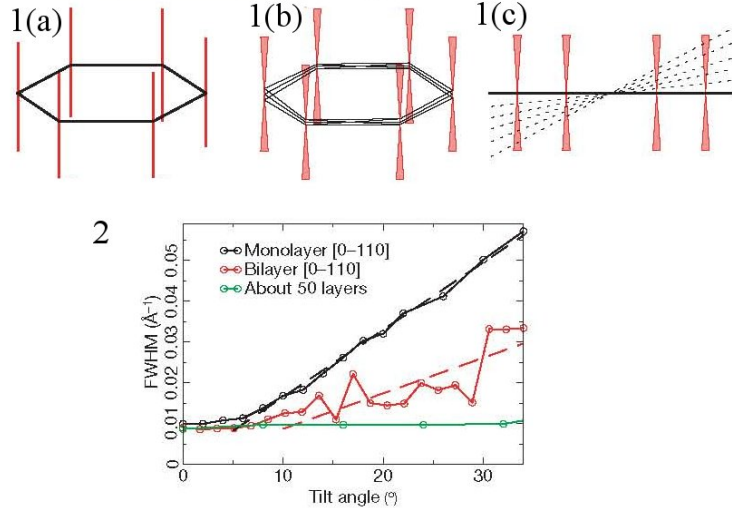 1(a)
1(b)
1(c)
2
Monolayer [0–110]
Bilayer [0–110]
About 50 layers
FWHM (Å⁻¹)
0.05
0.04
0.03
0.02
0.01
0
0
10
20
30
Tilt angle (°)